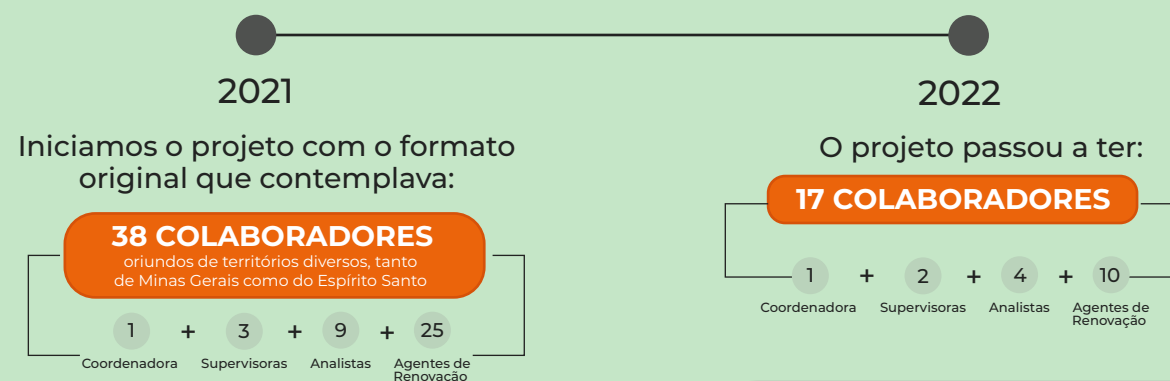 2021
Iniciamos o projeto com o formato
original que contemplava:
38 COLABORADORES
oriundos de territórios diversos, tanto
de Minas Gerais como do Espírito Santo
1 + 3 + 9 + 25
Coordenadora Supervisoras Analistas Agentes de
Renovação
2022
O projeto passou a ter:
17 COLABORADORES
1 + 2 + 4 + 10
Coordenadora Supervisoras Analistas Agentes de
Renovação